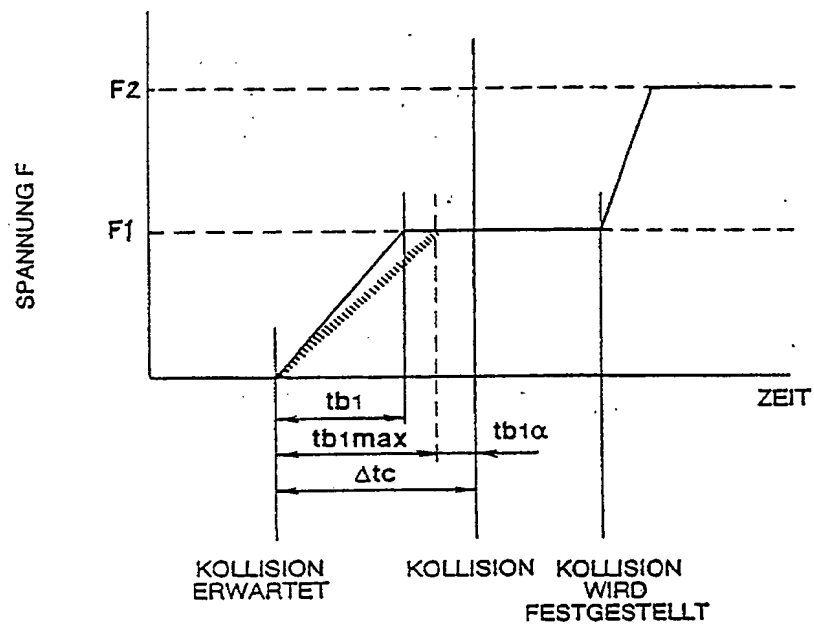 F2
SPANNUNG F
F1
ZEIT
tb1
tb1max
tb1α
Δtc
KOLLISION
ERWARTET
KOLLISION
KOLLISION
WIRD
FESTGESTELLT